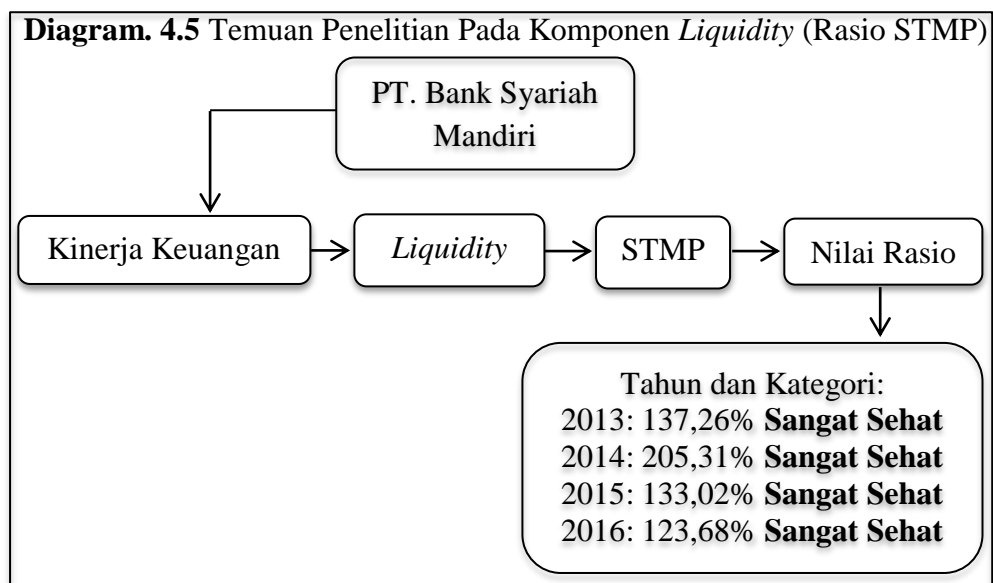 Diagram. 4.5 Temuan Penelitian Pada Komponen Liquidity (Rasio STMP)
PT. Bank Syariah
Mandiri
Kinerja Keuangan
Liquidity
STMP
Nilai Rasio
Tahun dan Kategori:
2013: 137,26% Sangat Sehat
2014: 205,31% Sangat Sehat
2015: 133,02% Sangat Sehat
2016: 123,68% Sangat Sehat